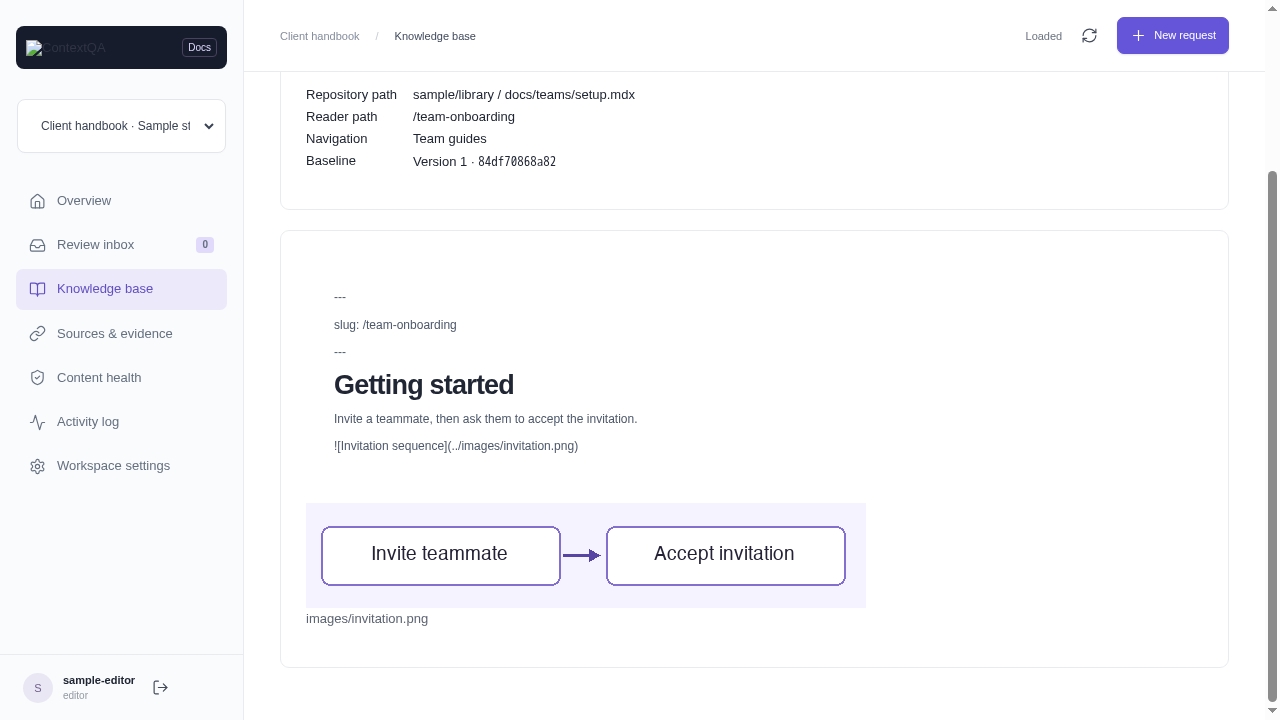 ContextQA
Docs
Client handbook · Sample st
Overview
Review inbox
0
Knowledge base
Sources & evidence
Content health
Activity log
Workspace settings
S
sample-editor
editor
Client handbook / Knowledge base
Loaded
New request
Repository path sample/library / docs/teams/setup.mdx
Reader path /team-onboarding
Navigation Team guides
Baseline Version 1 · 84df70868a82
---
slug: /team-onboarding
---
Getting started
Invite a teammate, then ask them to accept the invitation.
![Invitation sequence](../images/invitation.png)
Invite teammate
Accept invitation
images/invitation.png